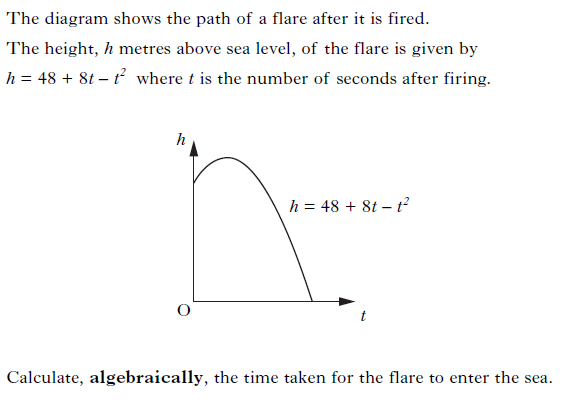 The diagram shows the path of a flare after it is fired.
The height, h metres above sea level, of the flare is given by
h = 48 + 8t – t² where t is the number of seconds after firing.
h
h = 48 + 8t – t²
O
t
Calculate, algebraically, the time taken for the flare to enter the sea.